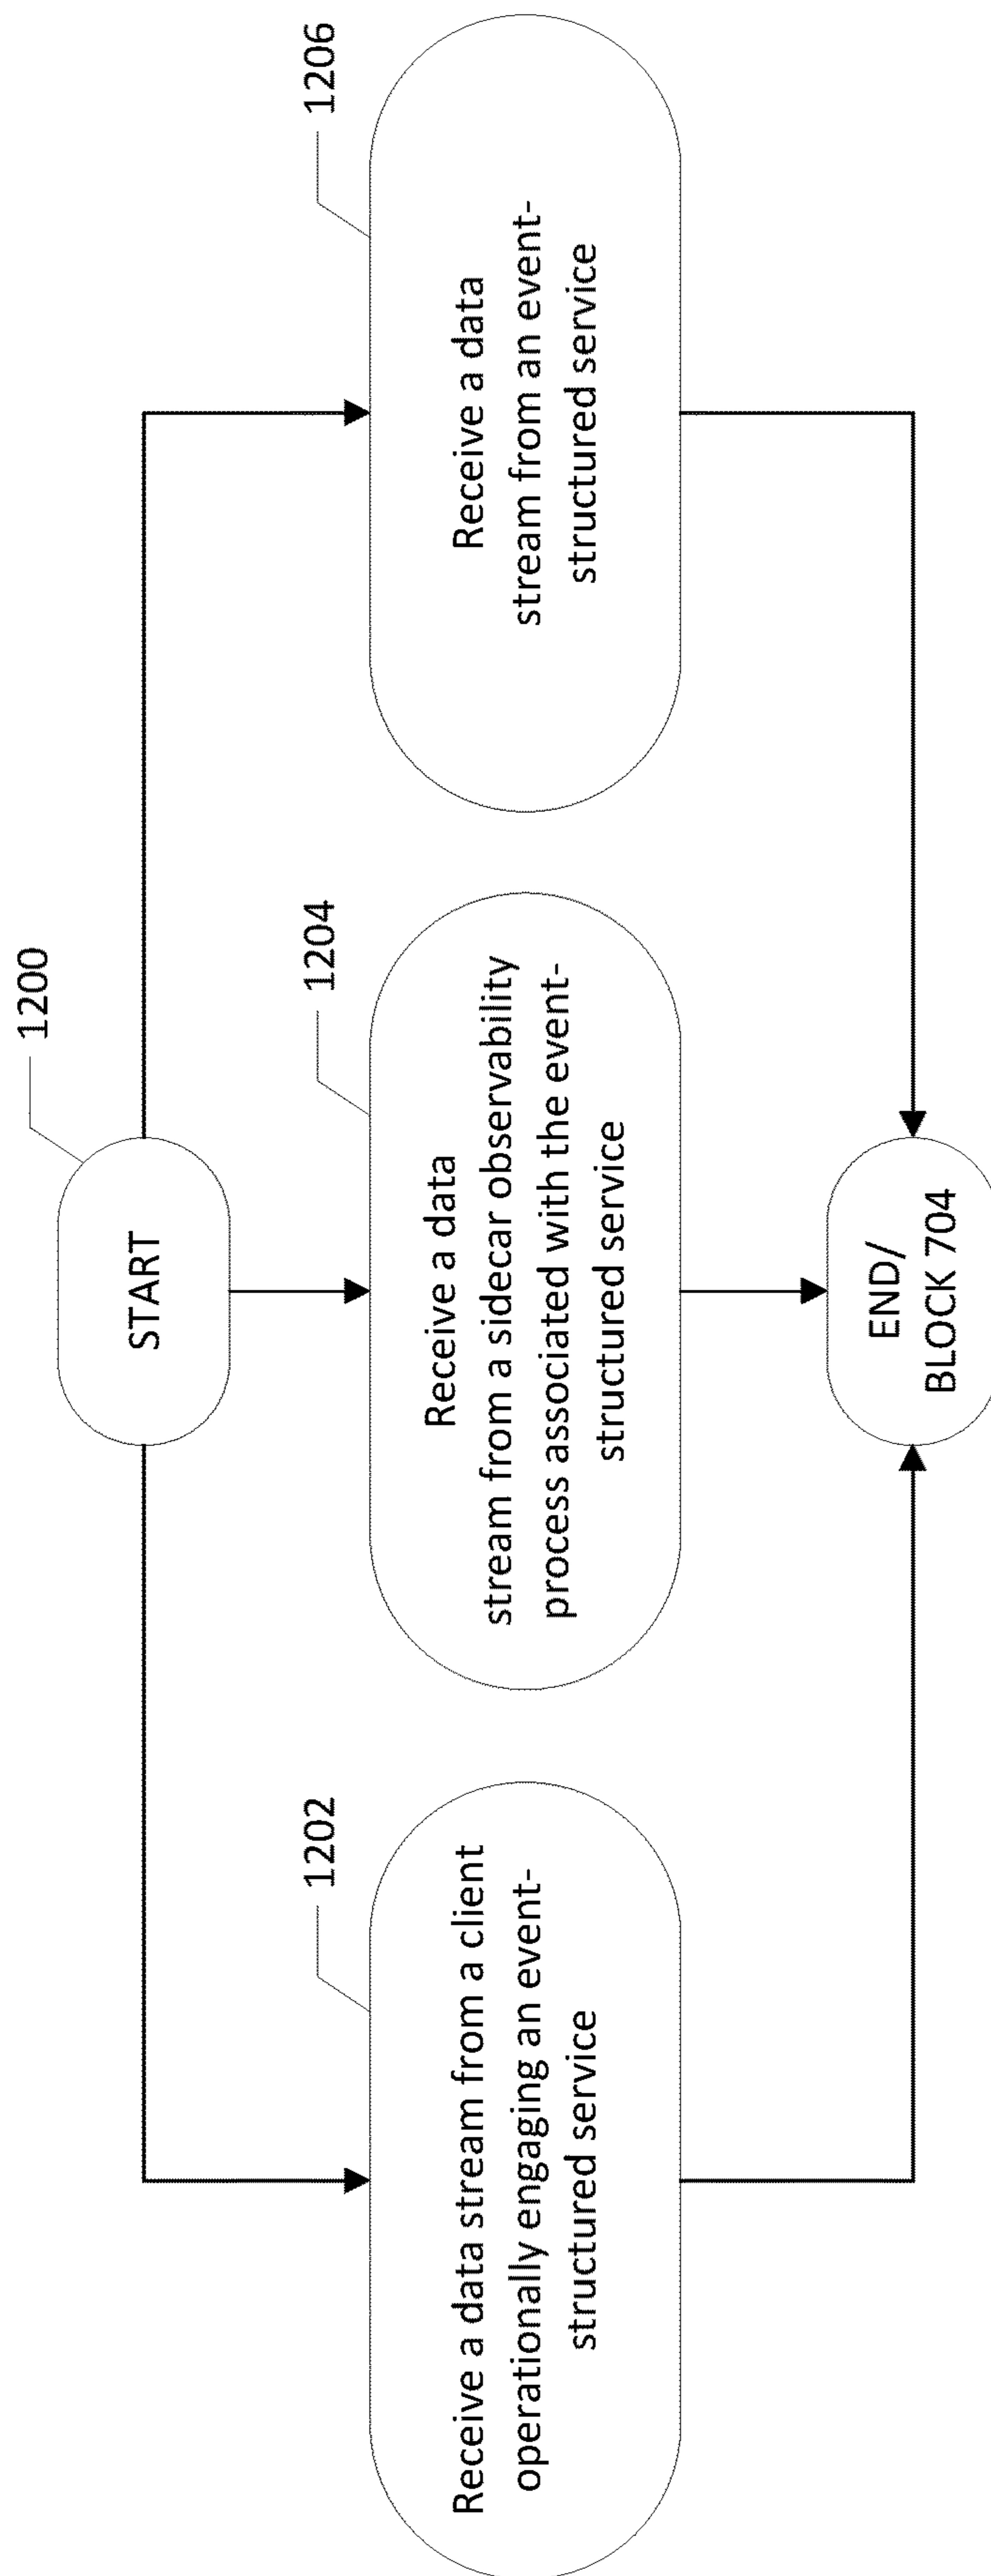 1200
START
1202
Receive a data stream from a client
operationally engaging an event-
structured service
1204
Receive a data
stream from a sidecar observability
process associated with the event-
structured service
1206
Receive a data
stream from an event-
structured service
END/
BLOCK 704